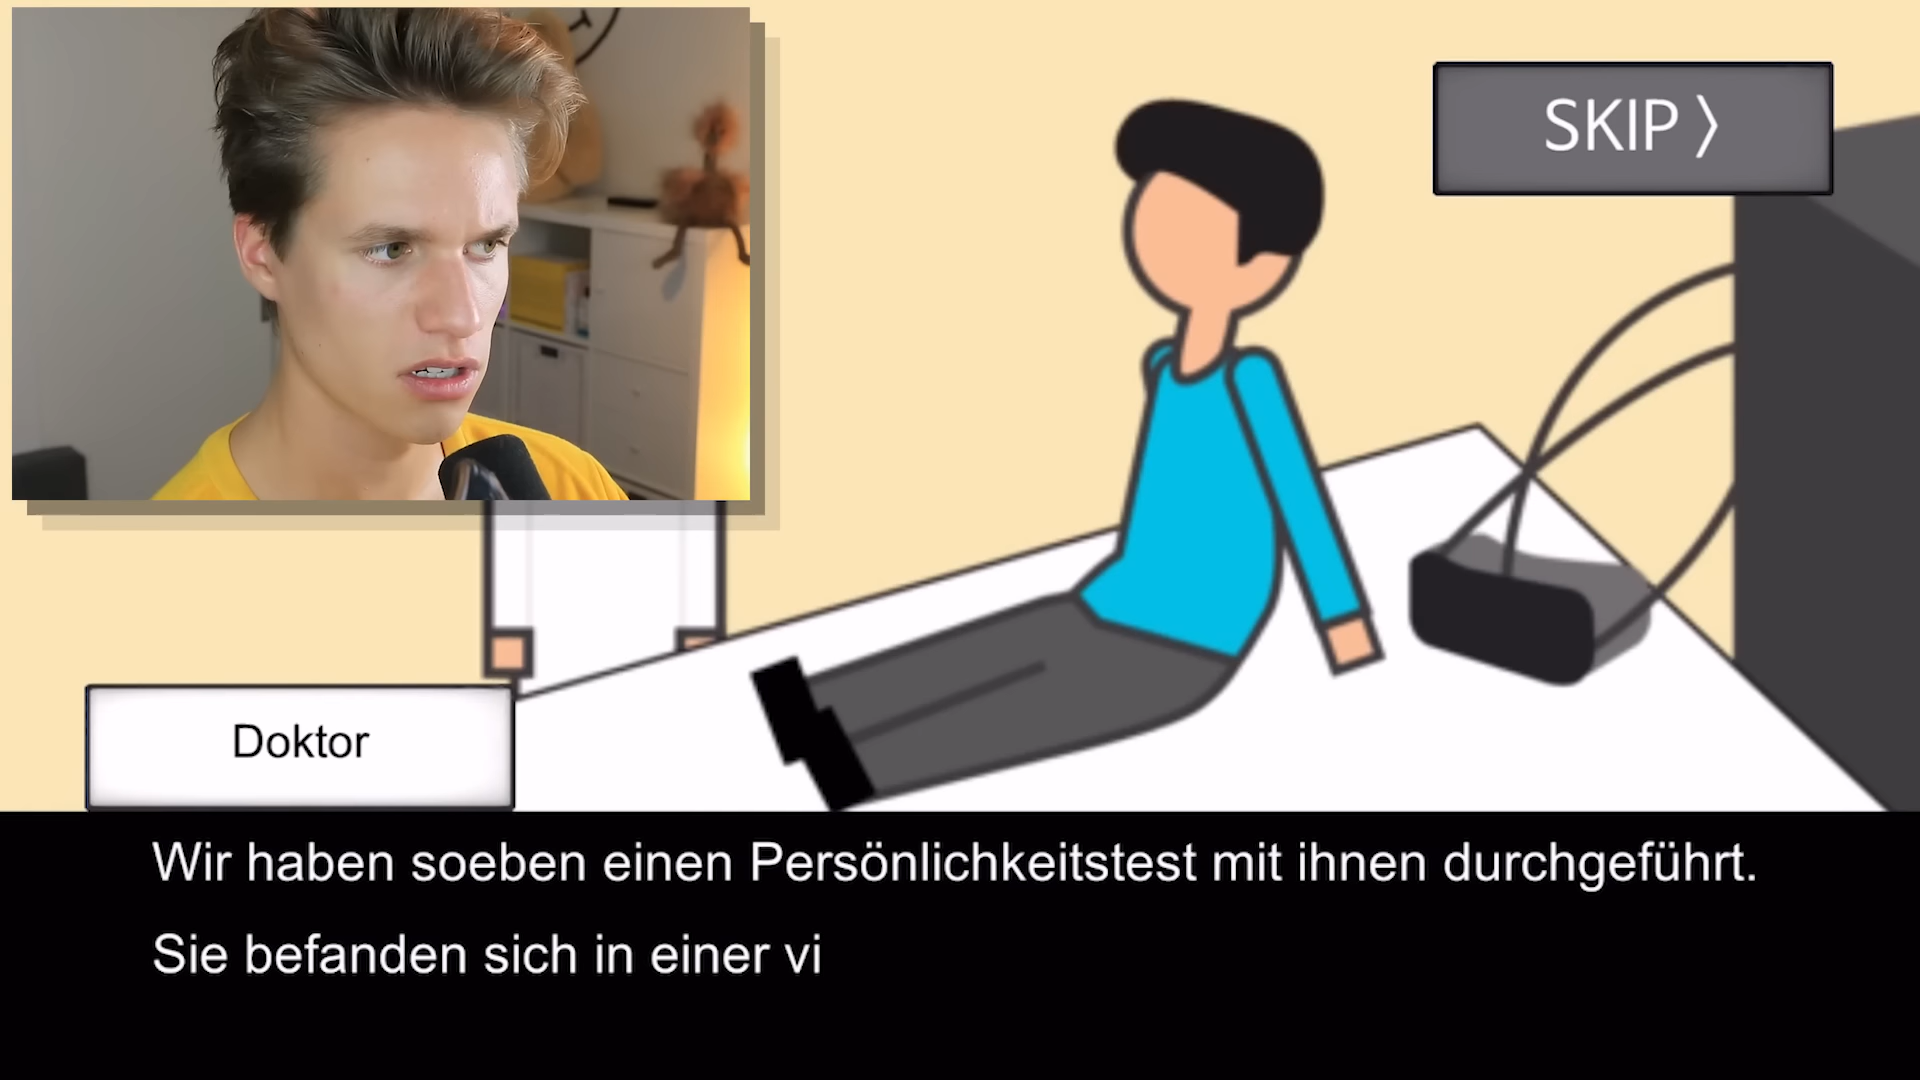 SKIP 〉
Doktor
Wir haben soeben einen Persönlichkeitstest mit ihnen durchgeführt.
Sie befanden sich in einer vi